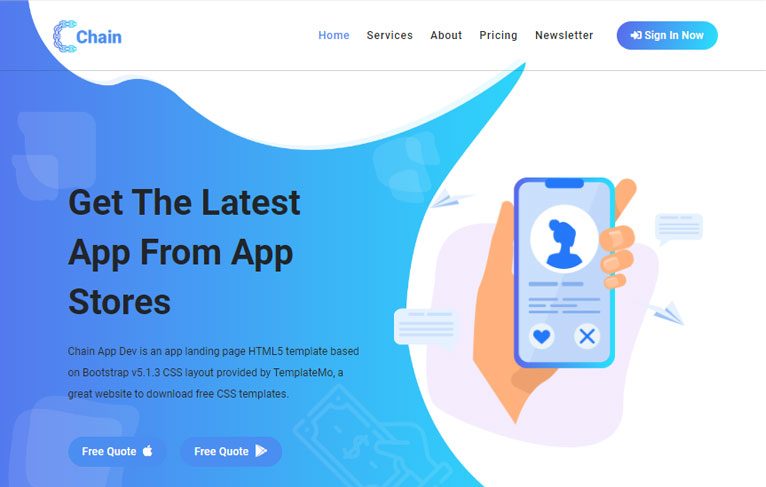 Chain
Home Services About Pricing Newsletter Sign In Now
Get The Latest
App From App
Stores
Chain App Dev is an app landing page HTML5 template based
on Bootstrap v5.1.3 CSS layout provided by TemplateMo, a
great website to download free CSS templates.
Free Quote Free Quote